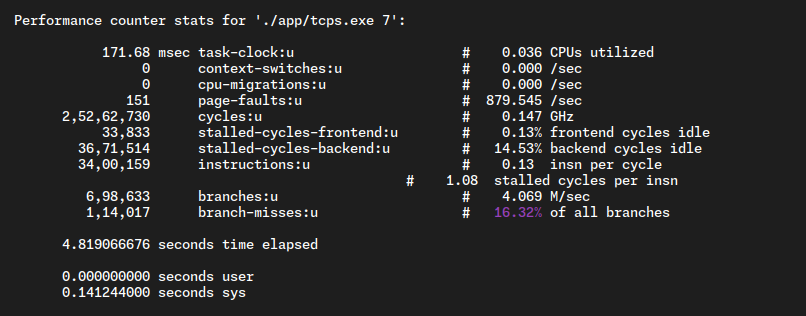 Performance counter stats for './app/tcps.exe 7':
171.68 msec task-clock:u # 0.036 CPUs utilized
0 context-switches:u # 0.000 /sec
0 cpu-migrations:u # 0.000 /sec
151 page-faults:u # 879.545 /sec
2,52,62,730 cycles:u # 0.147 GHz
33,833 stalled-cycles-frontend:u # 0.13% frontend cycles idle
36,71,514 stalled-cycles-backend:u # 14.53% backend cycles idle
34,00,159 instructions:u # 0.13 insn per cycle
# 1.08 stalled cycles per insn
6,98,633 branches:u # 4.069 M/sec
1,14,017 branch-misses:u # 16.32% of all branches
4.819066676 seconds time elapsed
0.000000000 seconds user
0.141244000 seconds sys